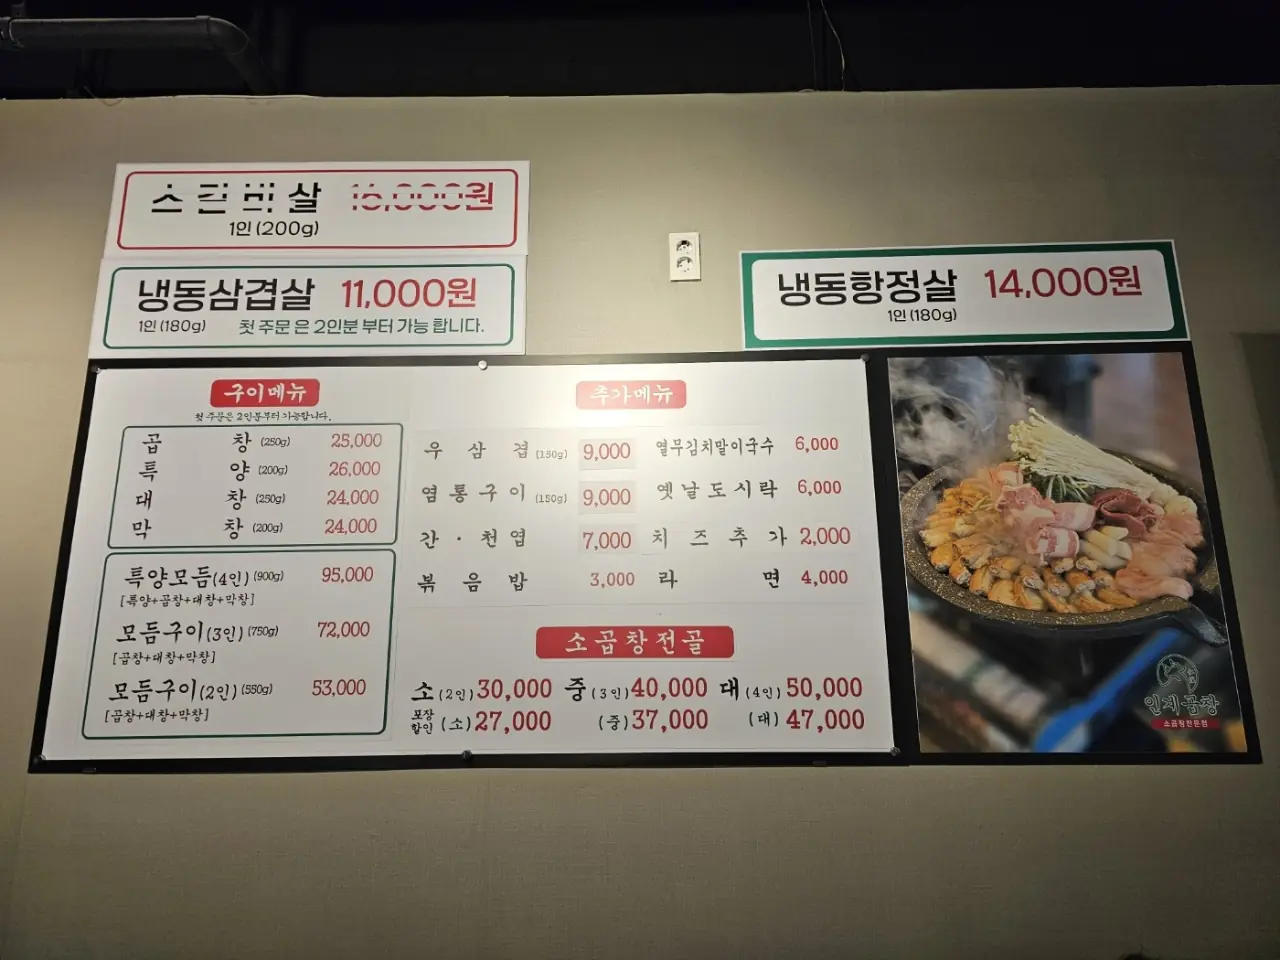 살
1인 (200g)
냉동삼겹살 11,000원
1인 (180g) 첫 주문 은 2인분 부터 가능 합니다.
냉동항정살 14,000원
1인 (180g)
구이메뉴
첫 주문은 2인분부터 가능합니다.
곱창 (250g) 25,000
특양 (200g) 26,000
대창 (250g) 24,000
막창 (200g) 24,000
특양모듬(4인) (900g) 95,000
[특양+곱창+대창+막창]
모듬구이(3인) (750g) 72,000
[곱창+대창+막창]
모듬구이(2인) (550g) 53,000
[곱창+대창+막창]
추가메뉴
우삼겹 9,000
염통구이 (150g) 9,000
간 · 천엽 7,000
볶음밥 3,000
열무김치말이국수 6,000
옛날도시락 6,000
치즈추가 2,000
라면 4,000
소곱창전골
소(2인) 30,000 중(3인) 40,000 대(4인) 50,000
포장할인 (소) 27,000 (중) 37,000 (대) 47,000
인계곱창
소곱창전문점